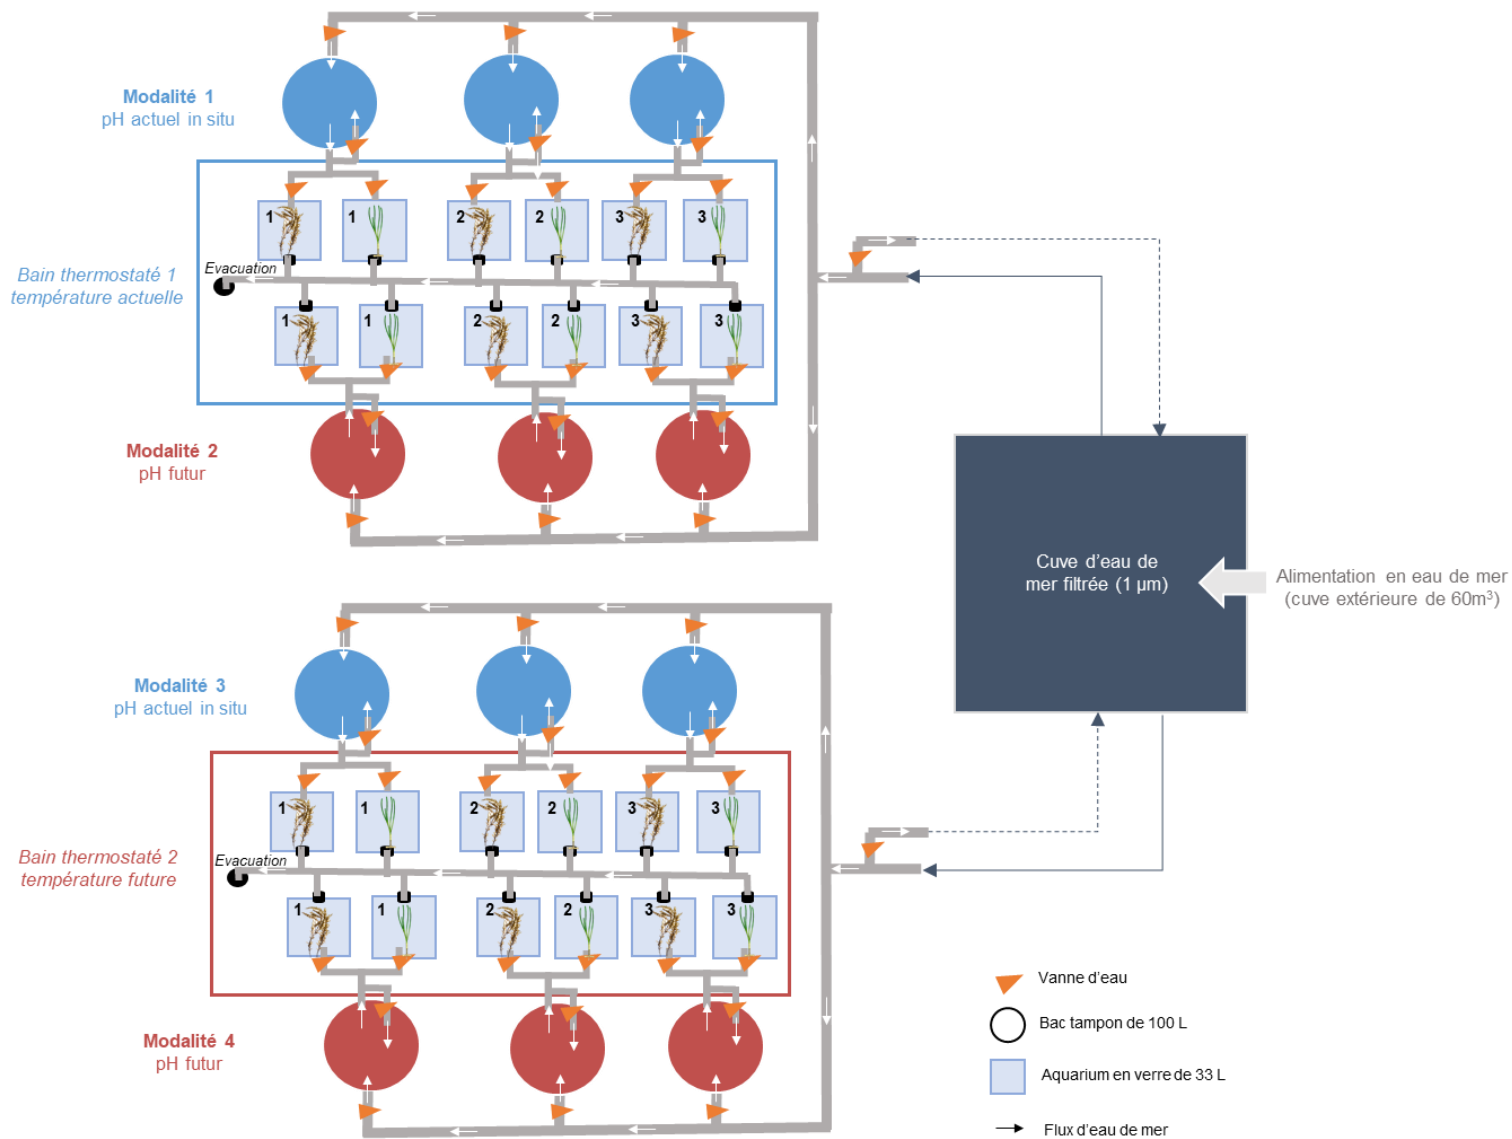 Modalité 1
pH actuel in situ
1
1
2
2
3
3
Bain thermostaté 1
température actuelle
Evacuation
1
1
2
2
3
3
Modalité 2
pH futur
Cuve d'eau de
mer filtrée (1 µm)
Alimentation en eau de mer
(cuve extérieure de 60m³)
Modalité 3
pH actuel in situ
1
1
2
2
3
3
Bain thermostaté 2
température future
Evacuation
1
1
2
2
3
3
Modalité 4
pH futur
Vanne d'eau
Bac tampon de 100 L
Aquarium en verre de 33 L
Flux d'eau de mer